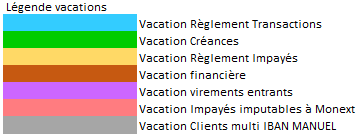 Légende vacations
Vacation Règlement Transactions
Vacation Créances
Vacation Règlement Impayés
Vacation financière
Vacation virements entrants
Vacation Impayés imputables à Monext
Vacation Clients multi IBAN MANUEL